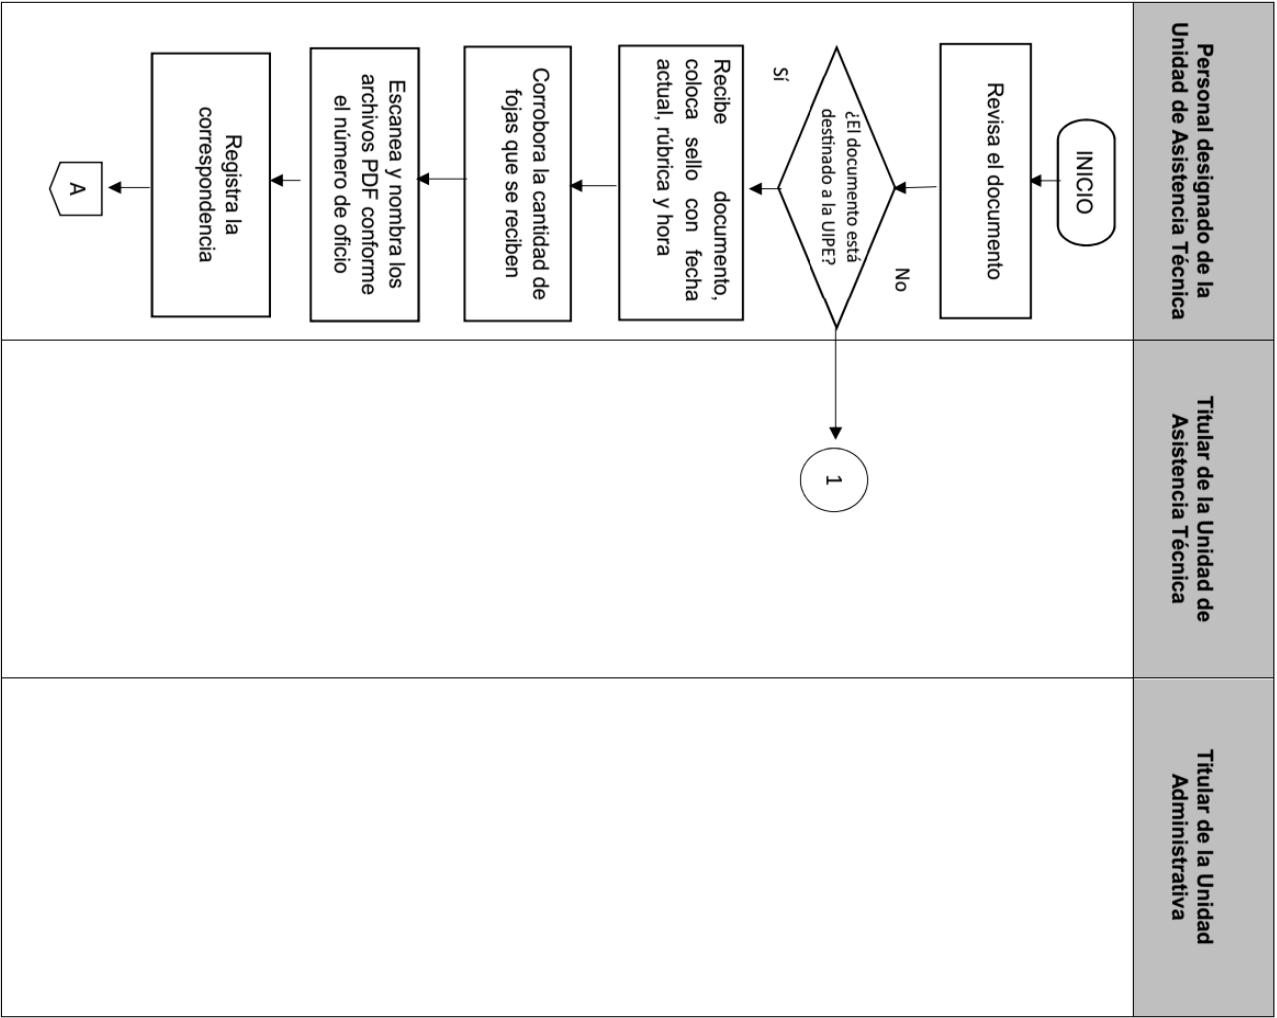 Personal designado de la
Unidad de Asistencia Técnica
Titular de la Unidad de
Asistencia Técnica
Titular de la Unidad
Administrativa
INICIO
Revisa el documento
No
¿El documento está
destinado a la UIPE?
Sí
1
Recibe documento,
coloca sello con fecha
actual, rúbrica y hora
Corrobora la cantidad de
fojas que se reciben
Escanea y nombra los
archivos PDF conforme
el número de oficio
Registra la
correspondencia
A